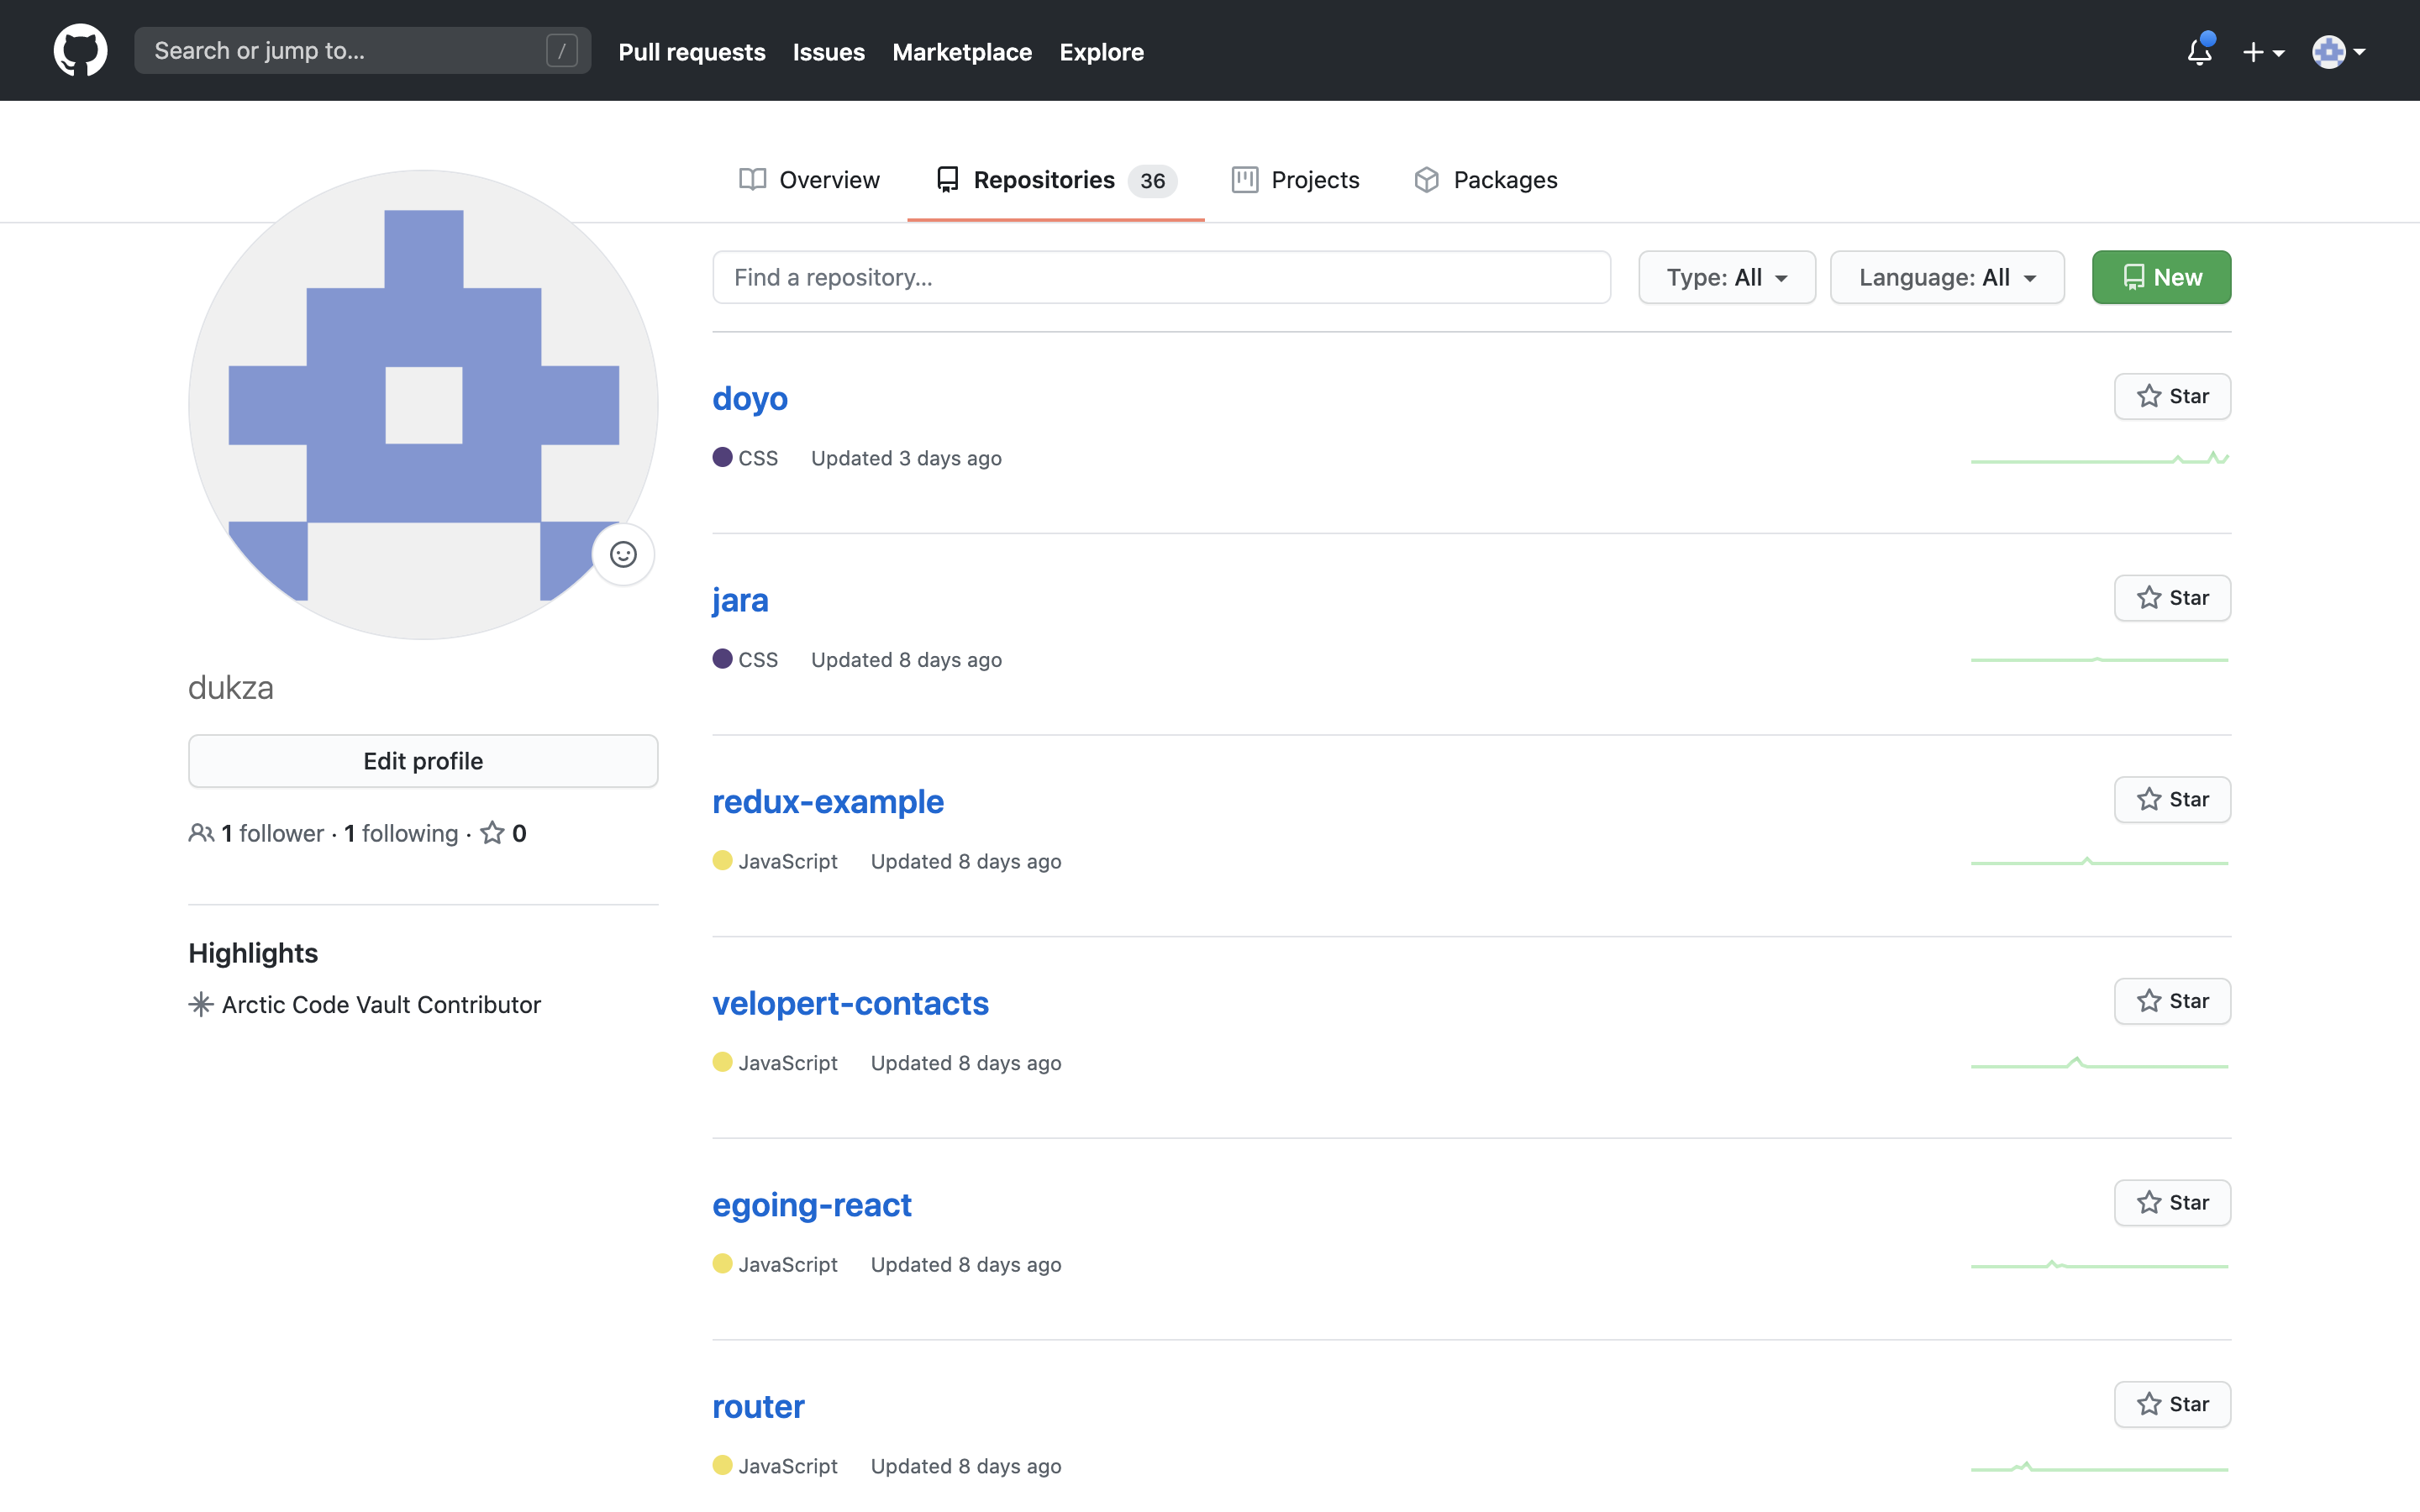 Search or jump to... /
Pull requests Issues Marketplace Explore
Overview Repositories 36 Projects Packages
Find a repository... Type: All Language: All New
doyo
Star
CSS Updated 3 days ago
jara
Star
CSS Updated 8 days ago
redux-example
Star
JavaScript Updated 8 days ago
velopert-contacts
Star
JavaScript Updated 8 days ago
egoing-react
Star
JavaScript Updated 8 days ago
router
Star
JavaScript Updated 8 days ago
dukza
Edit profile
1 follower · 1 following · 0
Highlights
Arctic Code Vault Contributor